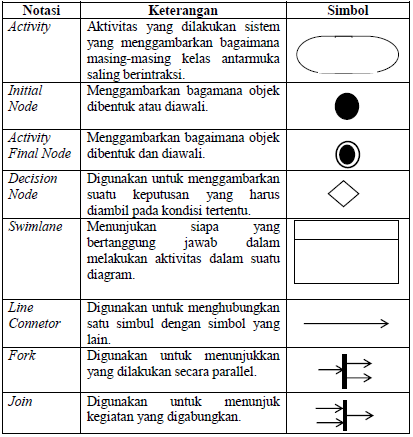 Notasi Keterangan Simbol
Activity Aktivitas yang dilakukan sistem
yang menggambarkan bagaimana
masing-masing kelas antarmuka
saling berintraksi.
Initial Menggambarkan bagamana objek
Node dibentuk atau diawali.
Activity Menggambarkan bagaimana objek
Final Node dibentuk dan diawali.
Decision Digunakan untuk menggambarkan
Node suatu keputusan yang harus
diambil pada kondisi tertentu.
Swimlane Menunjukan siapa yang
bertanggung jawab dalam
melakukan aktivitas dalam suatu
diagram.
Line Digunakan untuk menghubungkan
Connetor satu simbul dengan simbol yang
lain.
Fork Digunakan untuk menunjukkan
yang dilakukan secara parallel.
Join Digunakan untuk menunjuk
kegiatan yang digabungkan.